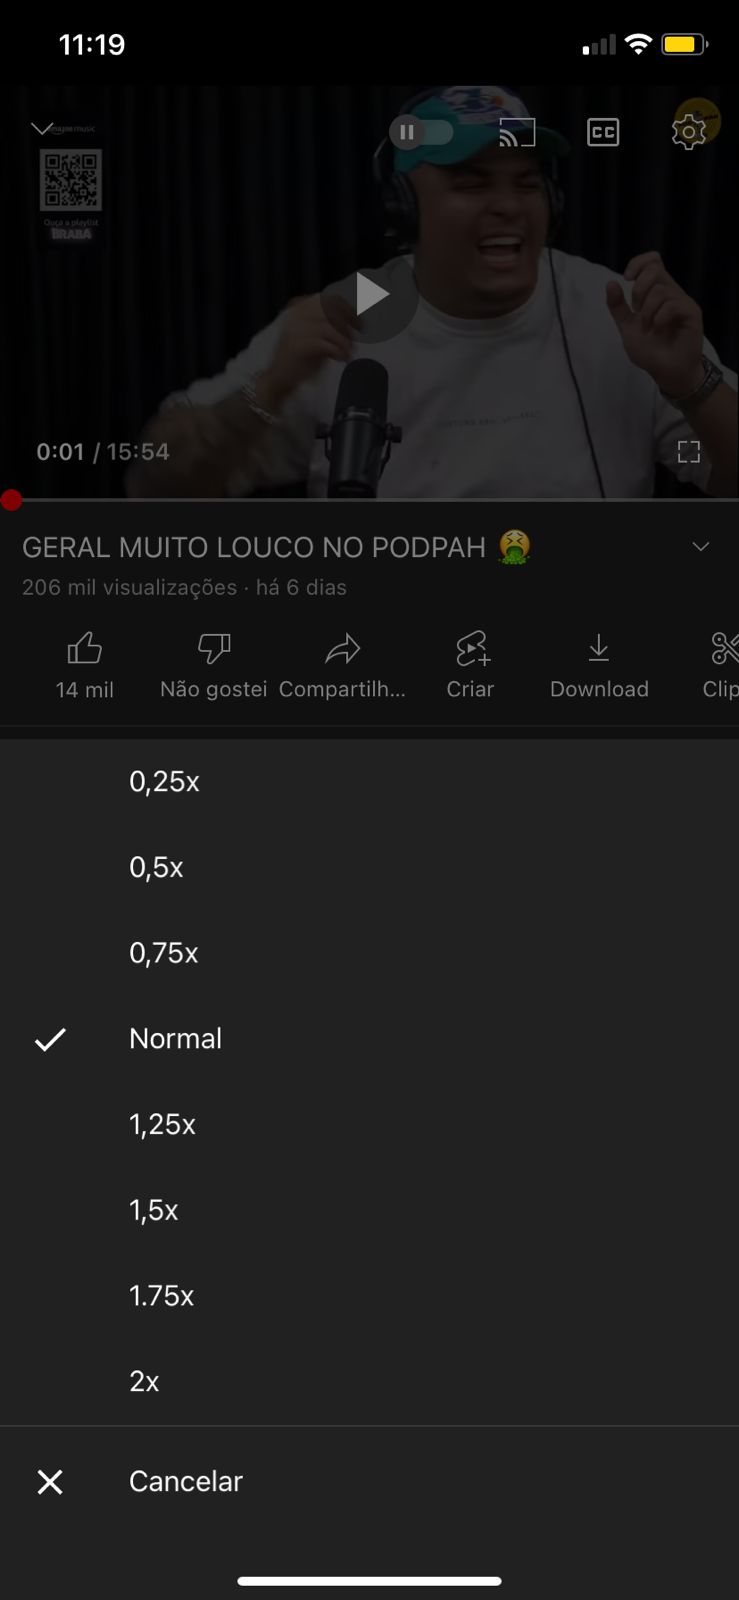 11:19
amazon music
Ouça a playlist
BRABA
CC
0:01 / 15:54
GERAL MUITO LOUCO NO PODPAH 🤮
206 mil visualizações · há 6 dias
14 mil
Não gostei
Compartilh...
Criar
Download
Clip
0,25x
0,5x
0,75x
Normal
1,25x
1,5x
1.75x
2x
Cancelar